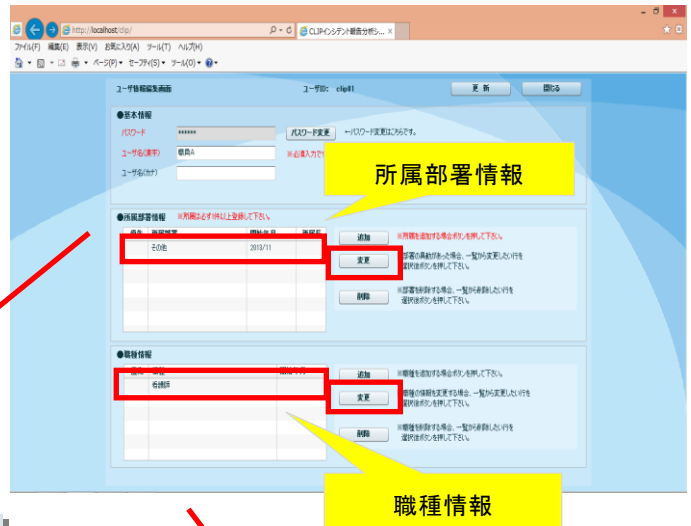 http://localhost/clip/
CLIPインシデント報告分析シ...
ファイル(F) 編集(E) 表示(V) お気に入り(A) ツール(T) ヘルプ(H)
ページ(P) セーフティ(S) ツール(O)
ユーザ情報編集画面 ユーザID: clip01 更 新 閉じる
●基本情報
パスワード ****** パスワード変更 ←パスワード変更はこちらです。
ユーザ名(漢字) 職員A ※必須入力で
ユーザ名(カナ)
所属部署情報
●所属部署情報 ※所属は必ず1件以上登録して下さい。
追加 ※所属を追加する場合ボタンを押して下さい。
その他 2013/11
変更 部署の異動があった場合、一覧から変更したい行を
選択後ボタンを押して下さい。
削除 ※部署を削除する場合、一覧から削除したい行を
選択後ボタンを押して下さい。
●職種情報
追加 ※職種を追加する場合ボタンを押して下さい。
看護師
変更 職種の情報を変更する場合、一覧から変更したい行を
選択後ボタンを押して下さい。
削除 ※職種を削除する場合、一覧から削除したい行を
選択後ボタンを押して下さい。
職種情報